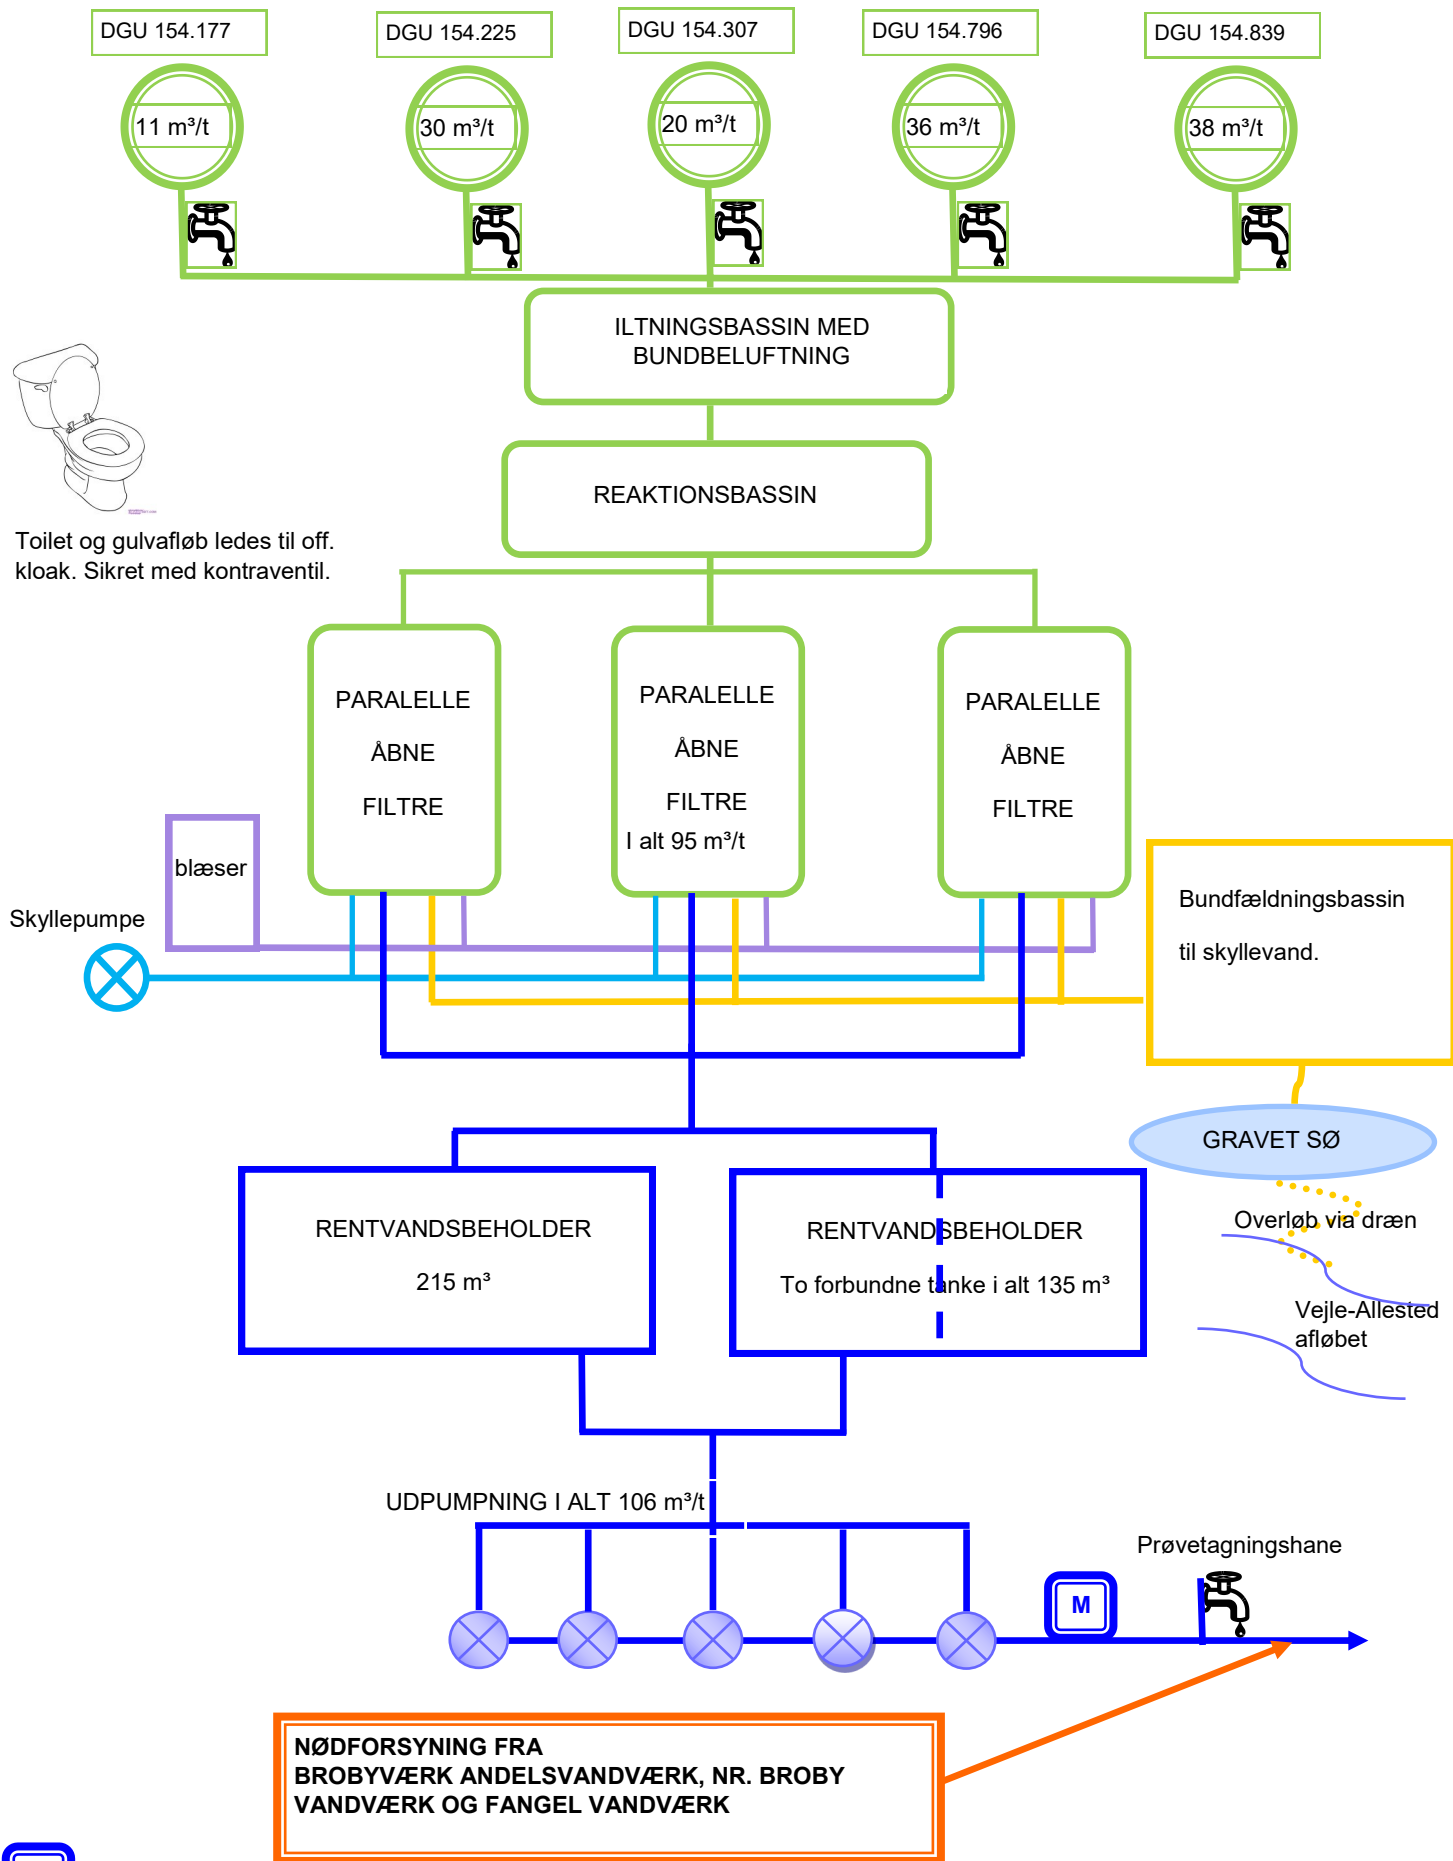 DGU 154.177
DGU 154.225
DGU 154.307
DGU 154.796
DGU 154.839
11 m³/t
30 m³/t
20 m³/t
36 m³/t
38 m³/t
ILTNINGSBASSIN MED
BUNDBELUFTNING
REAKTIONSBASSIN
Toilet og gulvafløb ledes til off.
kloak. Sikret med kontraventil.
PARALELLE
ÅBNE
FILTRE
PARALELLE
ÅBNE
FILTRE
I alt 95 m³/t
PARALELLE
ÅBNE
FILTRE
blæser
Skyllepumpe
Bundfældningsbassin
til skyllevand.
GRAVET SØ
Overløb via dræn
Vejle-Allested
afløbet
RENTVANDSBEHOLDER
215 m³
RENTVANDSBEHOLDER
To forbundne tanke i alt 135 m³
UDPUMPNING I ALT 106 m³/t
Prøvetagningshane
M
NØDFORSYNING FRA
BROBYVÆRK ANDELSVANDVÆRK, NR. BROBY
VANDVÆRK OG FANGEL VANDVÆRK